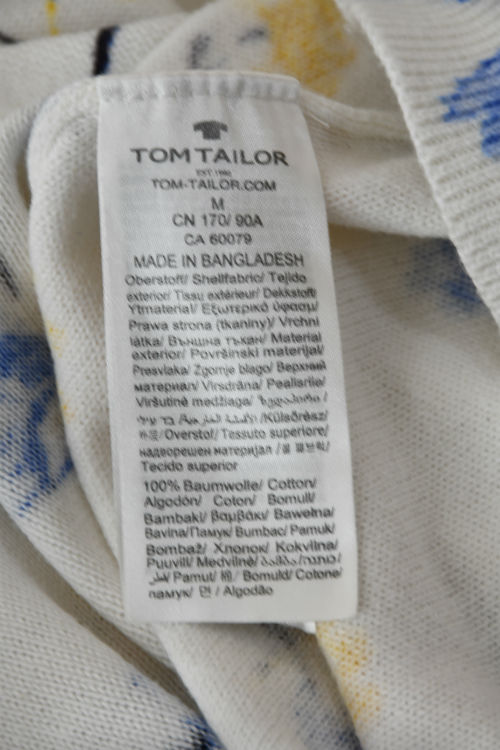 TOM TAILOR
EST. 1962
TOM-TAILOR.COM
M
CN 170/ 90A
CA 60079
MADE IN BANGLADESH
Oberstoff/ Shellfabric/ Tejido
exterior/ Tissu extérieur/ Dekkstoff/
Ytmaterial/ Εξωτερικό ύφασμ/
Prawa strona (tkaniny)/ Vrchní
látka/ Външна тъкан/ Material
exterior/ Površinski materijal/
Presvlaka/ Zgornje blago/ Верхний
материал/ Virsdrāna/ Pealisriie/
Viršutinė medžiaga/
/Külsőrész/
/Overstof/ Tessuto superiore/
надворешен материјал /
Tecido superior
100% Baumwolle/ Cotton/
Algodón/ Coton/ Bomull/
Bambaki/ Βαμβάκι/ Bawełna/
Bavlna/Памук/ Bumbac/ Pamuk/
Bombaž/ Хлопок/ Kokvilna/
Puuvill/ Medvilnė/
/ Pamut/ 棉/ Bomuld/ Cotone/
памук/ 면 / Algodão